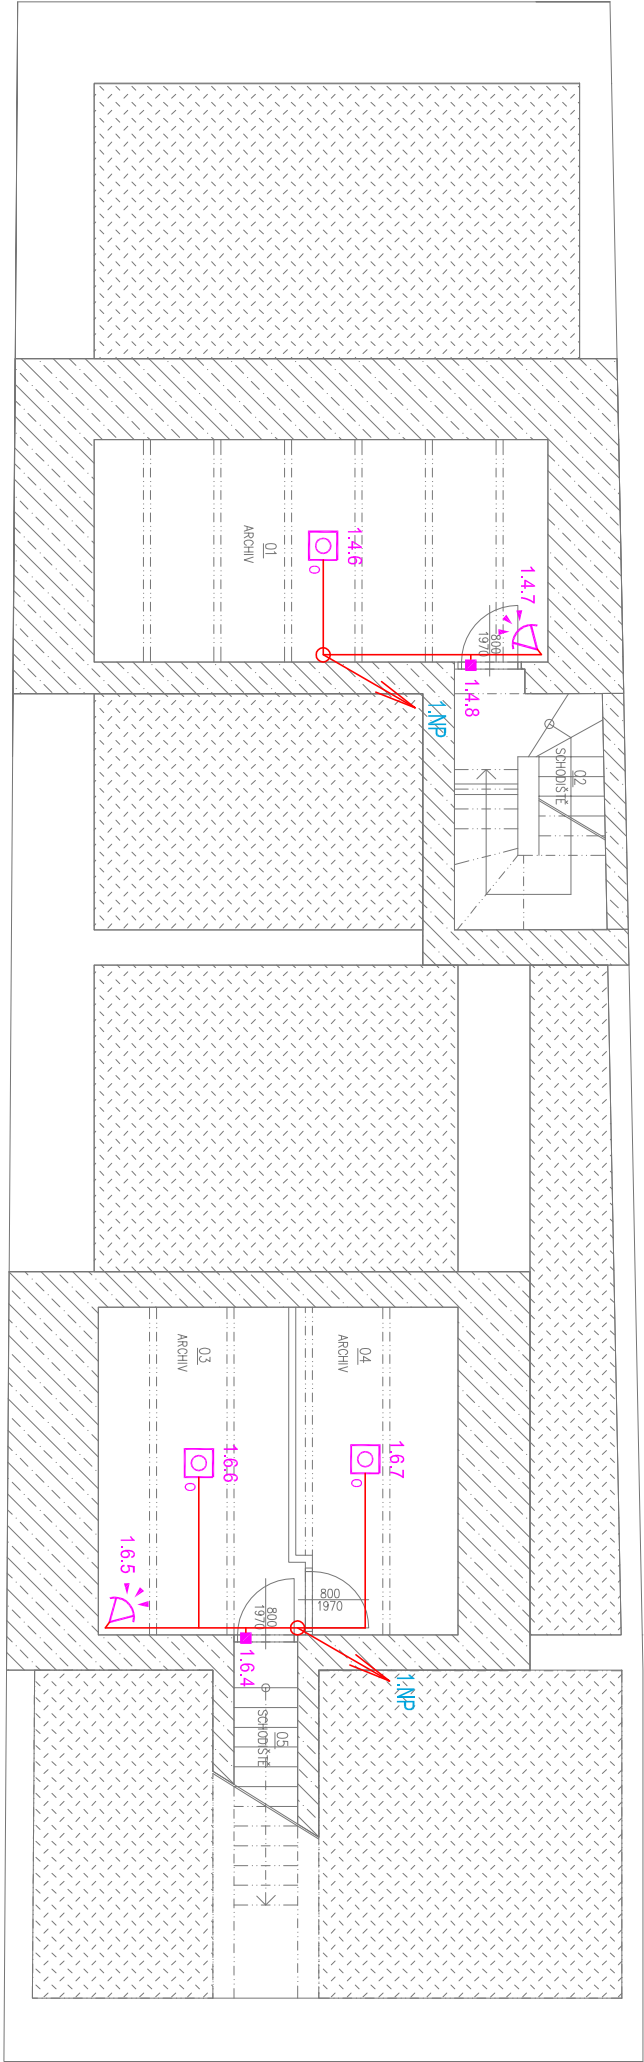 01
ARCHIV
1.4.6
O
1.4.7
800
1970
1.4.8
1.NP
02
SCHODIŠTĚ
03
ARCHIV
04
ARCHIV
1.6.6
O
1.6.7
O
1.6.5
800
1970
800
1970
1.6.4
1.NP
05
SCHODIŠTĚ